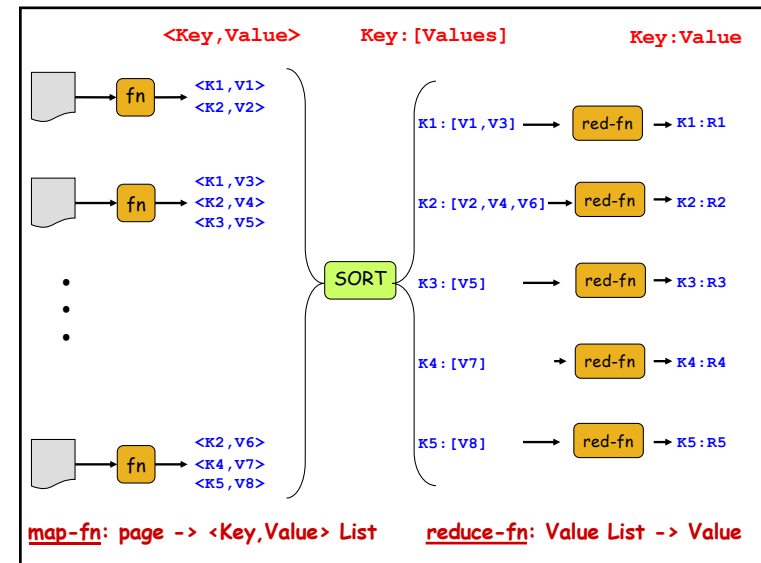 <Key,Value> Key:[Values] Key:Value
fn
<K1,V1>
<K2,V2>
fn
<K1,V3>
<K2,V4>
<K3,V5>
fn
<K2,V6>
<K4,V7>
<K5,V8>
SORT
K1:[V1,V3] red-fn K1:R1
K2:[V2,V4,V6] red-fn K2:R2
K3:[V5] red-fn K3:R3
K4:[V7] red-fn K4:R4
K5:[V8] red-fn K5:R5
map-fn: page -> <Key,Value> List
reduce-fn: Value List -> Value